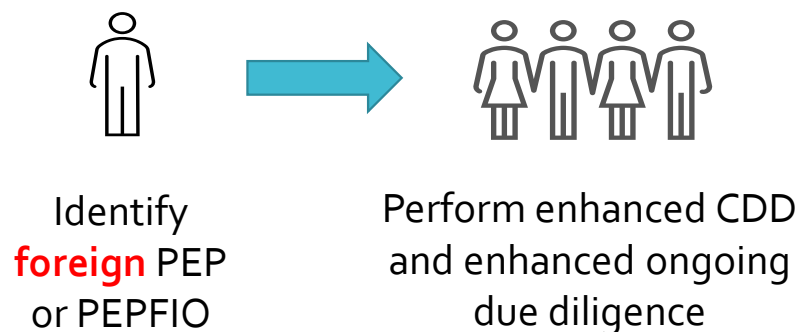 Identify
foreign PEP
or PEPFIO
Perform enhanced CDD
and enhanced ongoing
due diligence